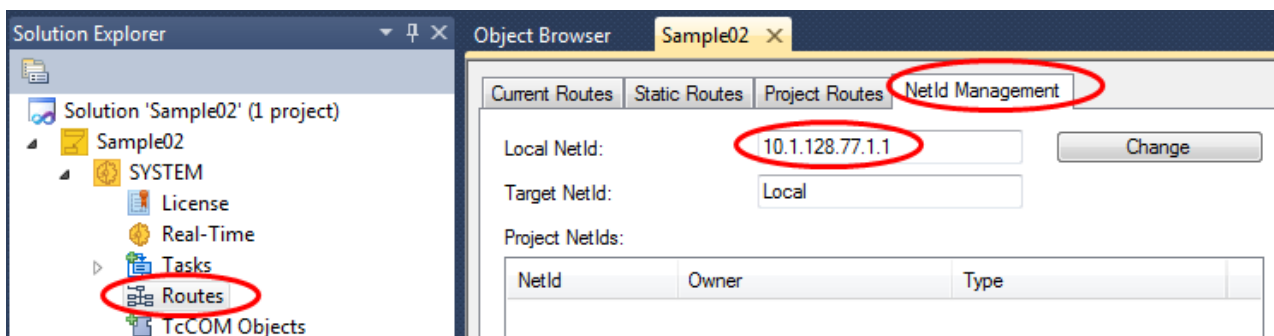 Solution Explorer
Solution 'Sample02' (1 project)
Sample02
SYSTEM
License
Real-Time
Tasks
Routes
TcCOM Objects
Object Browser Sample02
Current Routes Static Routes Project Routes NetId Management
Local NetId: 10.1.128.77.1.1 Change
Target NetId: Local
Project NetIds:
NetId Owner Type